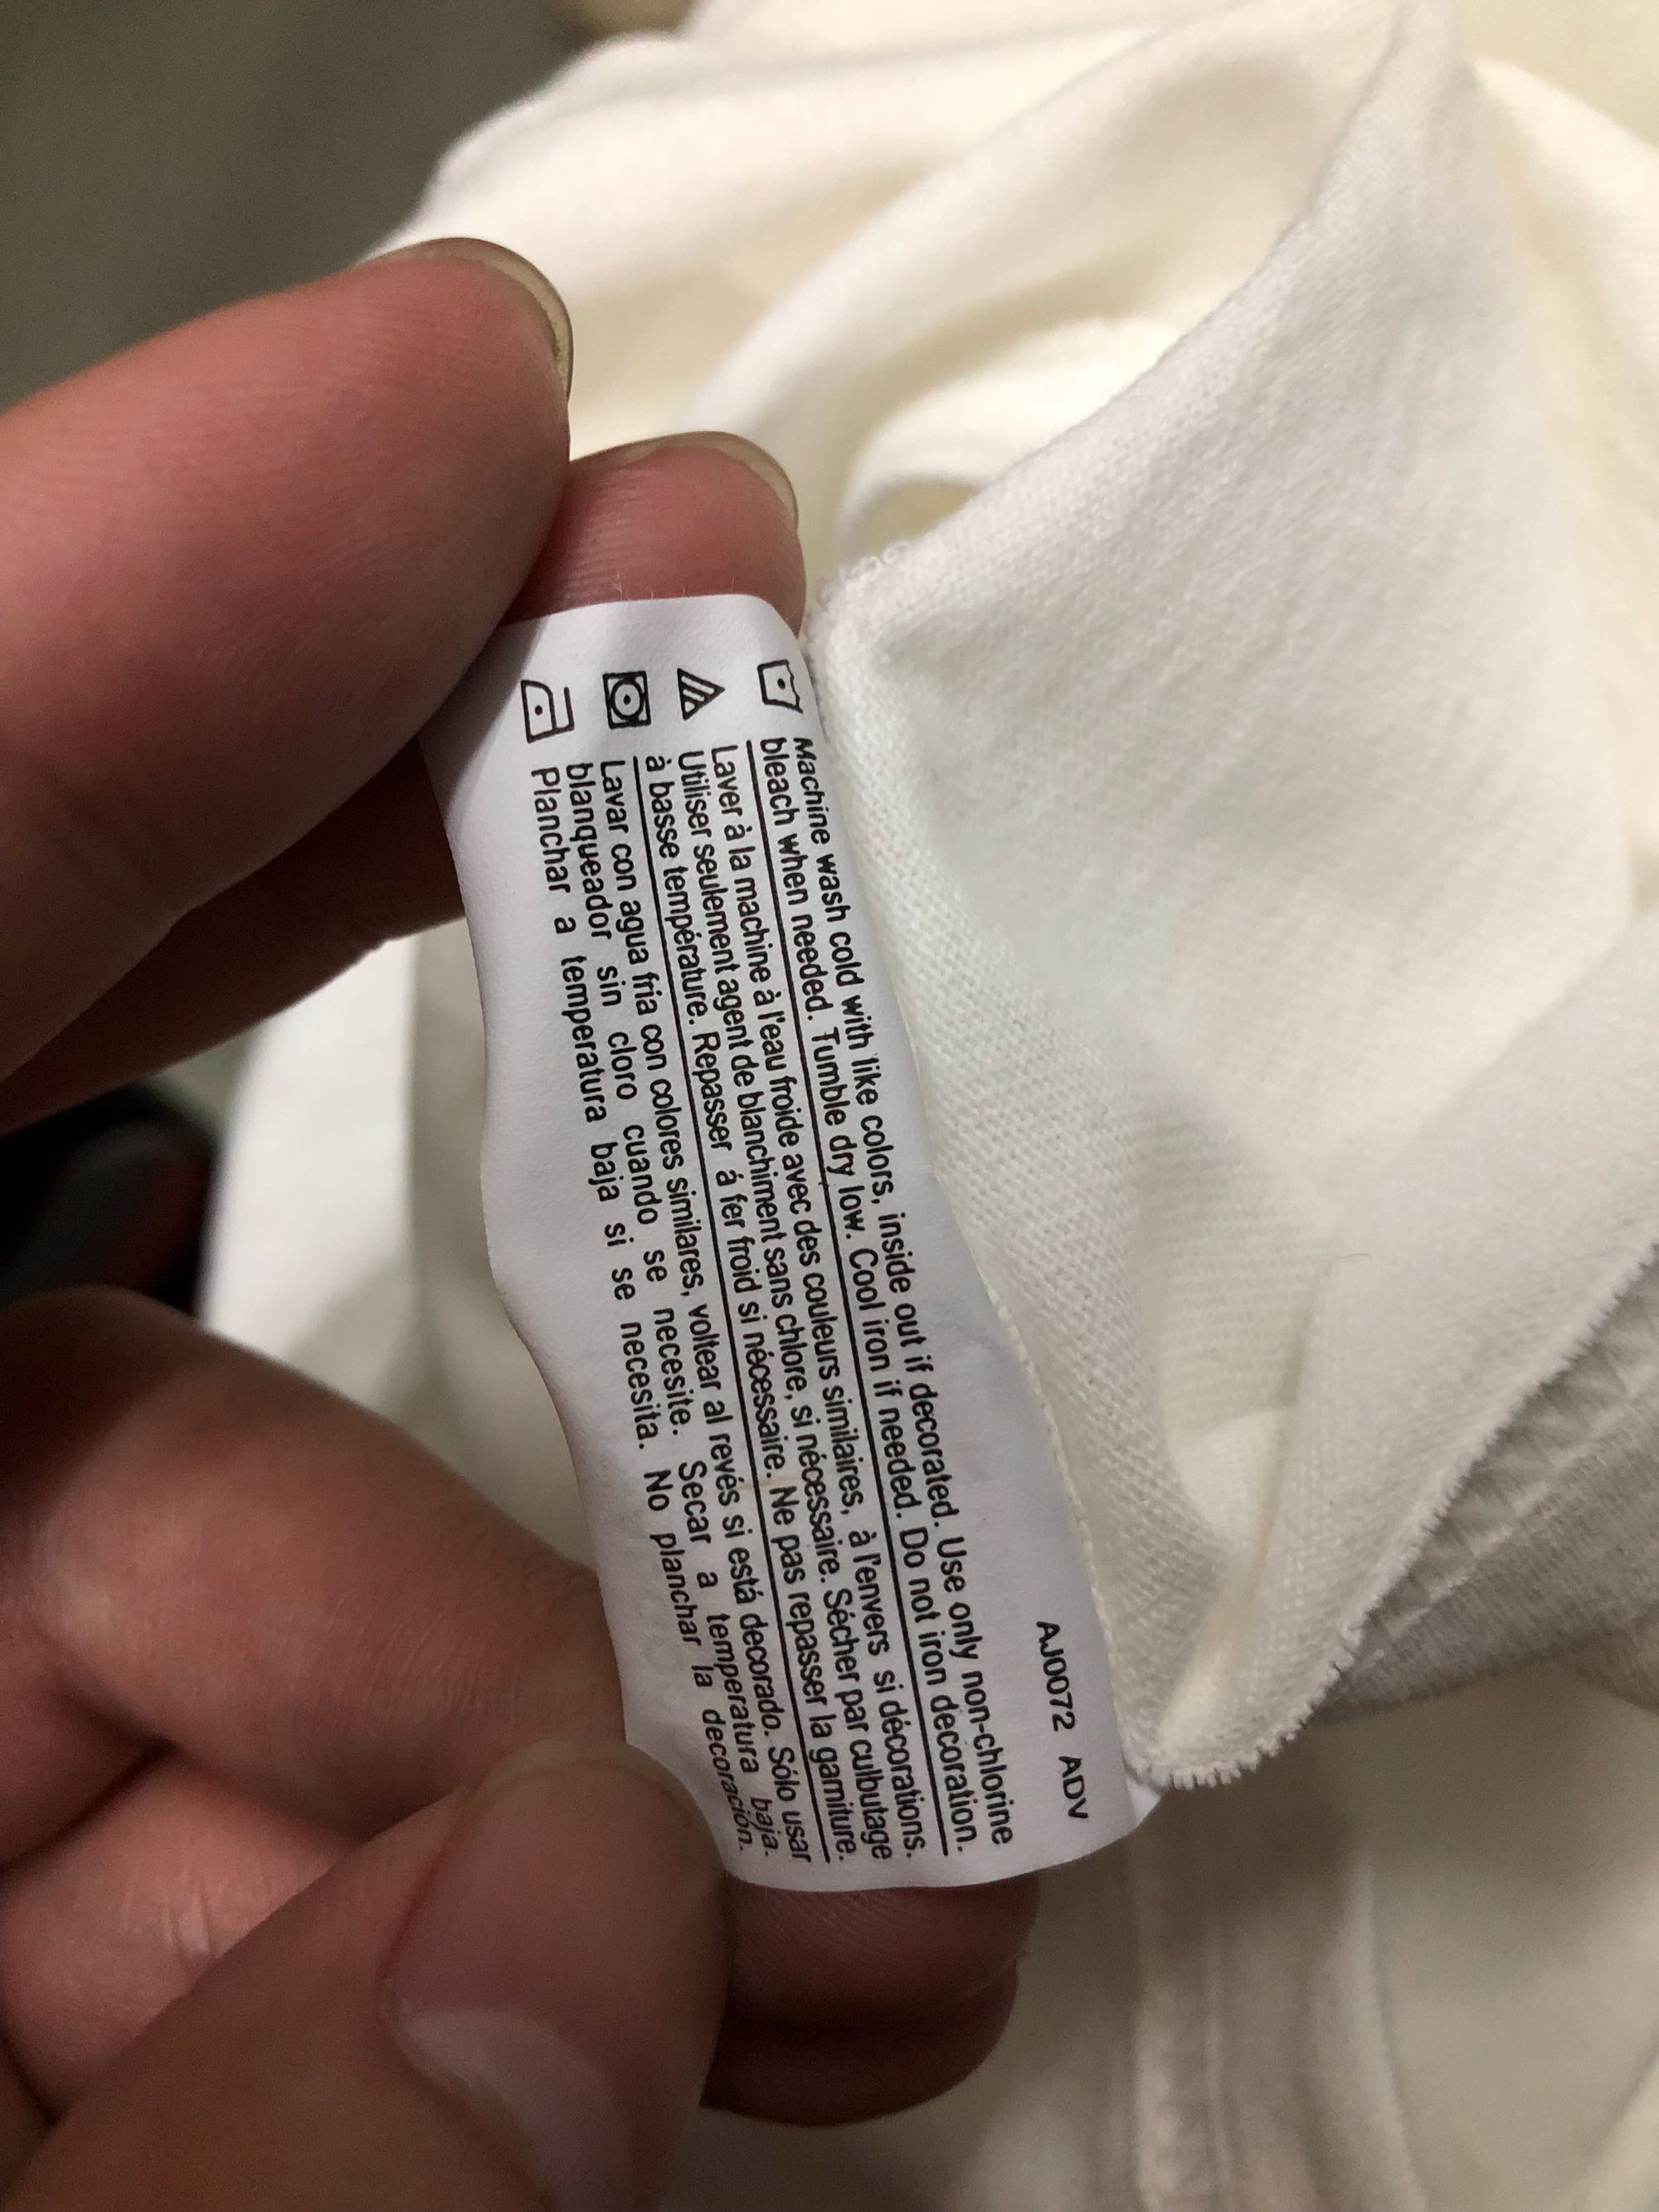 AJ0072 ADV
Machine wash cold with like colors, inside out if decorated. Use only non-chlorine
bleach when needed. Tumble dry low. Cool iron if needed. Do not iron decoration.
Laver à la machine à l'eau froide avec des couleurs similaires, à l'envers si décorations.
Utiliser seulement agent de blanchiment sans chlore, si nécessaire. Sécher par culbutage
à basse température. Repasser á fer froid si nécessaire. Ne pas repasser la garniture.
Lavar con agua fria con colores similares, voltear al revés si está decorado. Sólo usar
blanqueador sin cloro cuando se necesite. Secar a temperatura baja.
Planchar a temperatura baja si se necesita. No planchar la decoración.